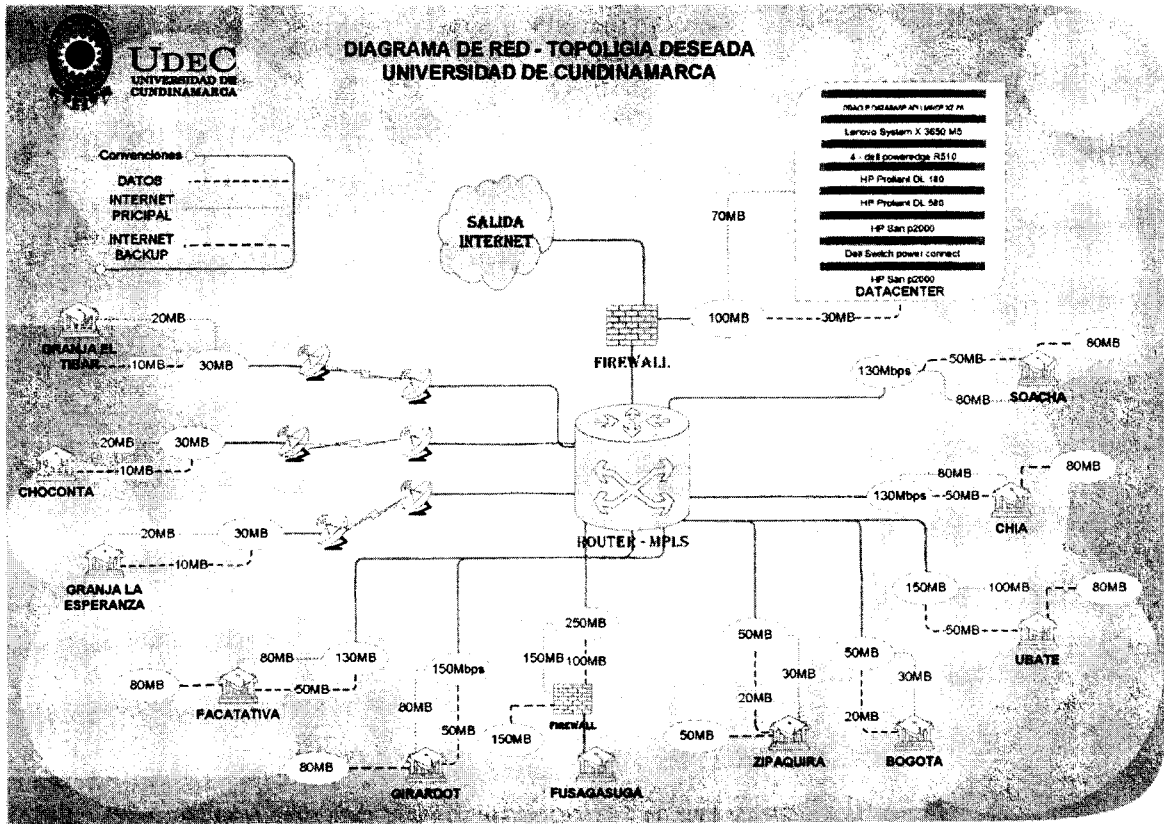 UDEC
UNIVERSIDAD DE
CUNDINAMARCA
DIAGRAMA DE RED - TOPOLIGIA DESEADA
UNIVERSIDAD DE CUNDINAMARCA
Convenciones
DATOS
INTERNET
PRICIPAL
INTERNET
BACKUP
SALIDA
INTERNET
Lenovo System X 3650 M5
4 - dell poweredge R510
HP Proliant DL 180
HP Proliant DL 580
HP San p2000
Dell Switch power connect
HP San p2000
DATACENTER
70MB
100MB
30MB
FIREWALL
20MB
GRANJA EL
TIBAR
10MB
30MB
20MB
30MB
10MB
CHOCONTA
20MB
30MB
10MB
GRANJA LA
ESPERANZA
ROUTER - MPLS
130Mbps
50MB
80MB
80MB
SOACHA
80MB
80MB
130Mbps
50MB
CHIA
150MB
100MB
80MB
50MB
UBATE
80MB
130MB
80MB
50MB
FACATATIVA
150Mbps
80MB
50MB
80MB
GIRARDOT
250MB
150MB
100MB
FIREWALL
150MB
FUSAGASUGA
50MB
30MB
20MB
50MB
ZIPAQUIRA
50MB
30MB
20MB
BOGOTA